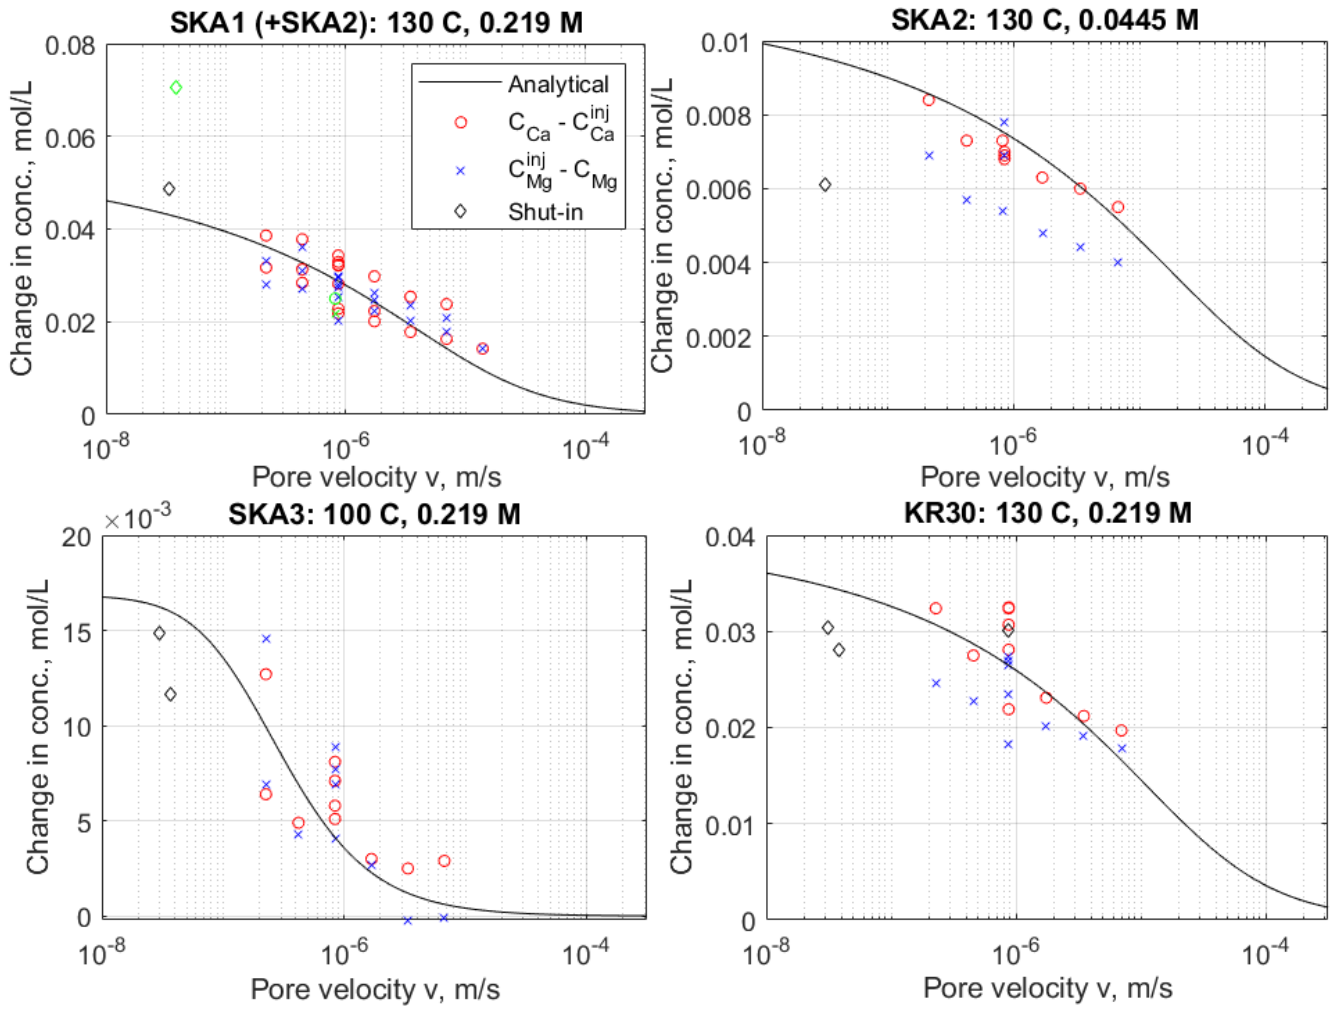 SKA1 (+SKA2): 130 C, 0.219 M
0.08
0.06
0.04
0.02
0
Change in conc., mol/L
Analytical
C_Ca - C_Ca^inj
C_Mg^inj - C_Mg
Shut-in
10^-8
10^-6
10^-4
Pore velocity v, m/s
SKA2: 130 C, 0.0445 M
0.01
0.008
0.006
0.004
0.002
0
Change in conc., mol/L
10^-8
10^-6
10^-4
Pore velocity v, m/s
×10^-3
SKA3: 100 C, 0.219 M
20
15
10
5
0
Change in conc., mol/L
10^-8
10^-6
10^-4
Pore velocity v, m/s
KR30: 130 C, 0.219 M
0.04
0.03
0.02
0.01
0
Change in conc., mol/L
10^-8
10^-6
10^-4
Pore velocity v, m/s